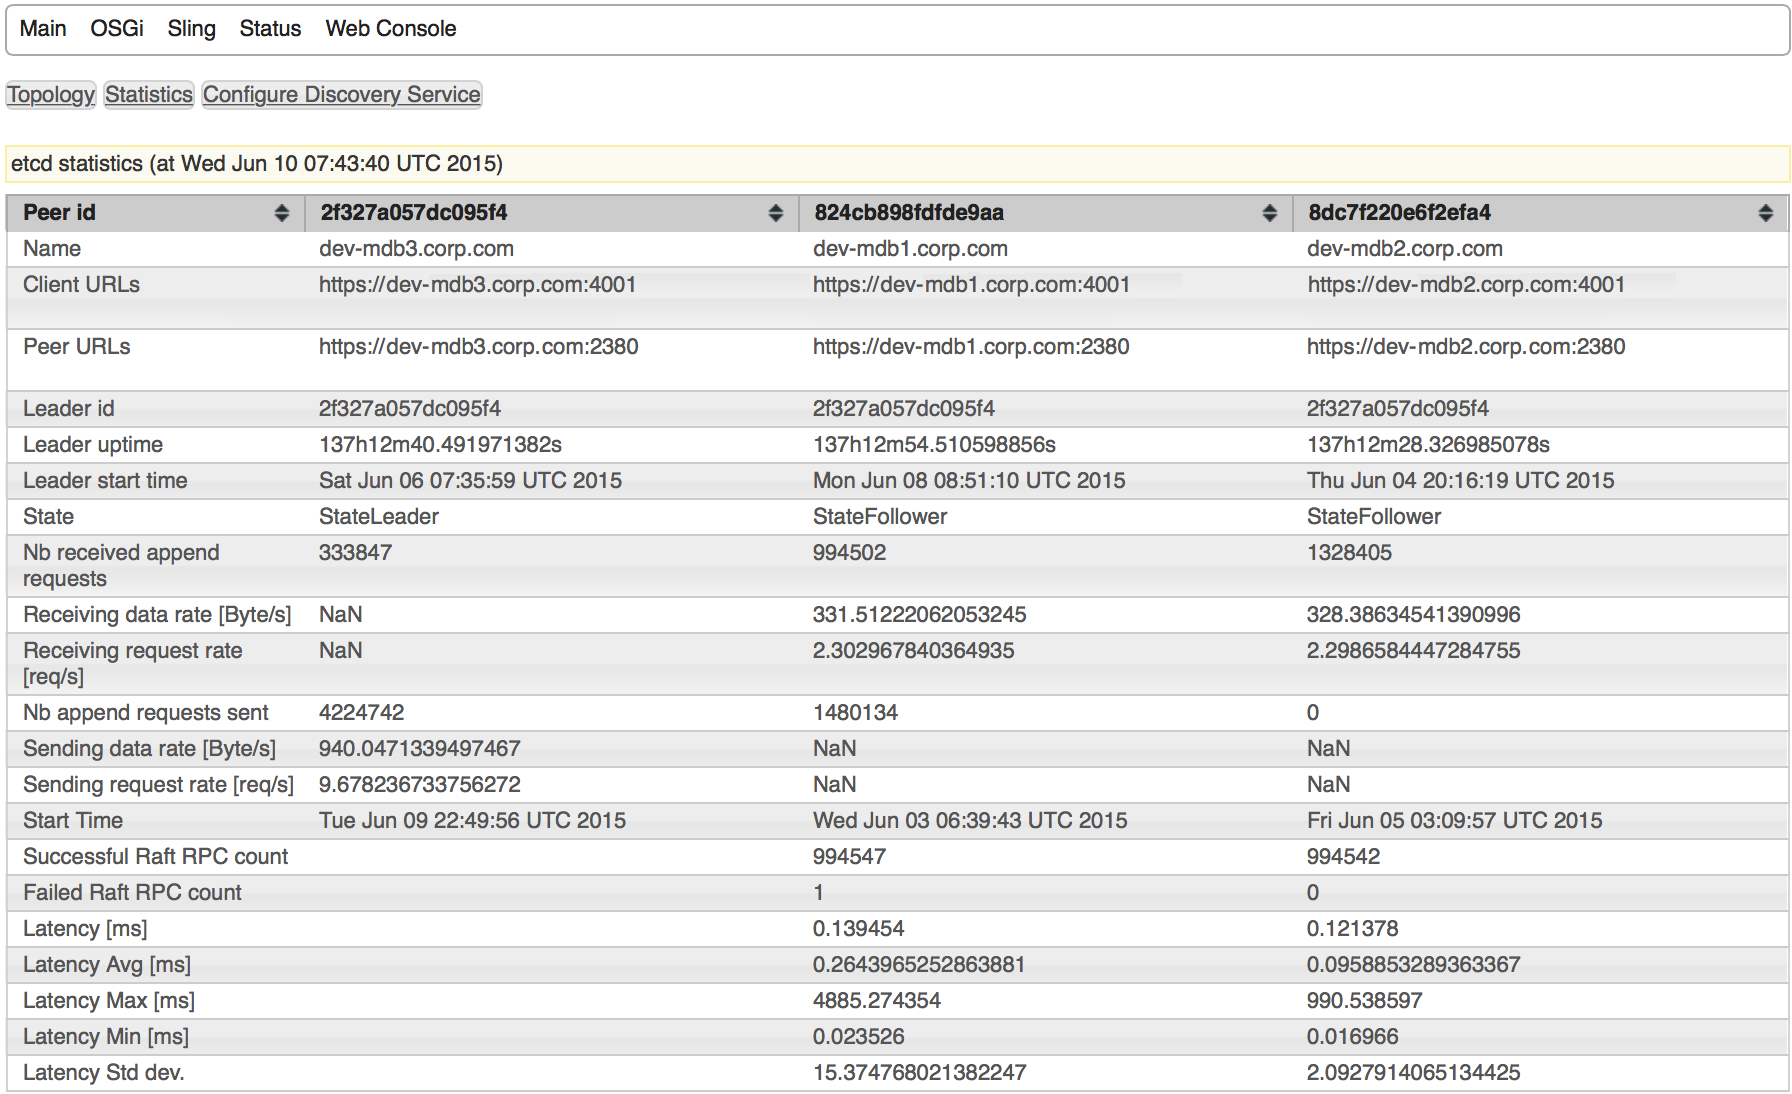 Main OSGi Sling Status Web Console
Topology Statistics Configure Discovery Service
etcd statistics (at Wed Jun 10 07:43:40 UTC 2015)
Peer id 2f327a057dc095f4 824cb898fdfde9aa 8dc7f220e6f2efa4
Name dev-mdb3.corp.com dev-mdb1.corp.com dev-mdb2.corp.com
Client URLs https://dev-mdb3.corp.com:4001 https://dev-mdb1.corp.com:4001 https://dev-mdb2.corp.com:4001
Peer URLs https://dev-mdb3.corp.com:2380 https://dev-mdb1.corp.com:2380 https://dev-mdb2.corp.com:2380
Leader id 2f327a057dc095f4 2f327a057dc095f4 2f327a057dc095f4
Leader uptime 137h12m40.491971382s 137h12m54.510598856s 137h12m28.326985078s
Leader start time Sat Jun 06 07:35:59 UTC 2015 Mon Jun 08 08:51:10 UTC 2015 Thu Jun 04 20:16:19 UTC 2015
State StateLeader StateFollower StateFollower
Nb received append 333847 994502 1328405
requests
Receiving data rate [Byte/s] NaN 331.51222062053245 328.38634541390996
Receiving request rate NaN 2.302967840364935 2.2986584447284755
[req/s]
Nb append requests sent 4224742 1480134 0
Sending data rate [Byte/s] 940.0471339497467 NaN NaN
Sending request rate [req/s] 9.678236733756272 NaN NaN
Start Time Tue Jun 09 22:49:56 UTC 2015 Wed Jun 03 06:39:43 UTC 2015 Fri Jun 05 03:09:57 UTC 2015
Successful Raft RPC count 994547 994542
Failed Raft RPC count 1 0
Latency [ms] 0.139454 0.121378
Latency Avg [ms] 0.2643965252863881 0.0958853289363367
Latency Max [ms] 4885.274354 990.538597
Latency Min [ms] 0.023526 0.016966
Latency Std dev. 15.374768021382247 2.0927914065134425